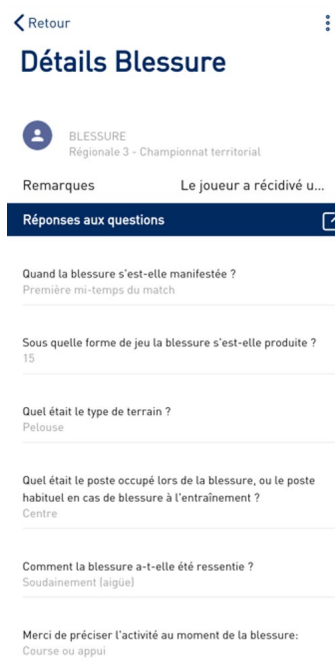 Retour
Détails Blessure
BLESSURE
Régionale 3 - Championnat territorial
Remarques Le joueur a récidivé u...
Réponses aux questions
Quand la blessure s'est-elle manifestée ?
Première mi-temps du match
Sous quelle forme de jeu la blessure s'est-elle produite ?
15
Quel était le type de terrain ?
Pelouse
Quel était le poste occupé lors de la blessure, ou le poste
habituel en cas de blessure à l'entraînement ?
Centre
Comment la blessure a-t-elle été ressentie ?
Soudainement (aigüe)
Merci de préciser l'activité au moment de la blessure:
Course ou appui